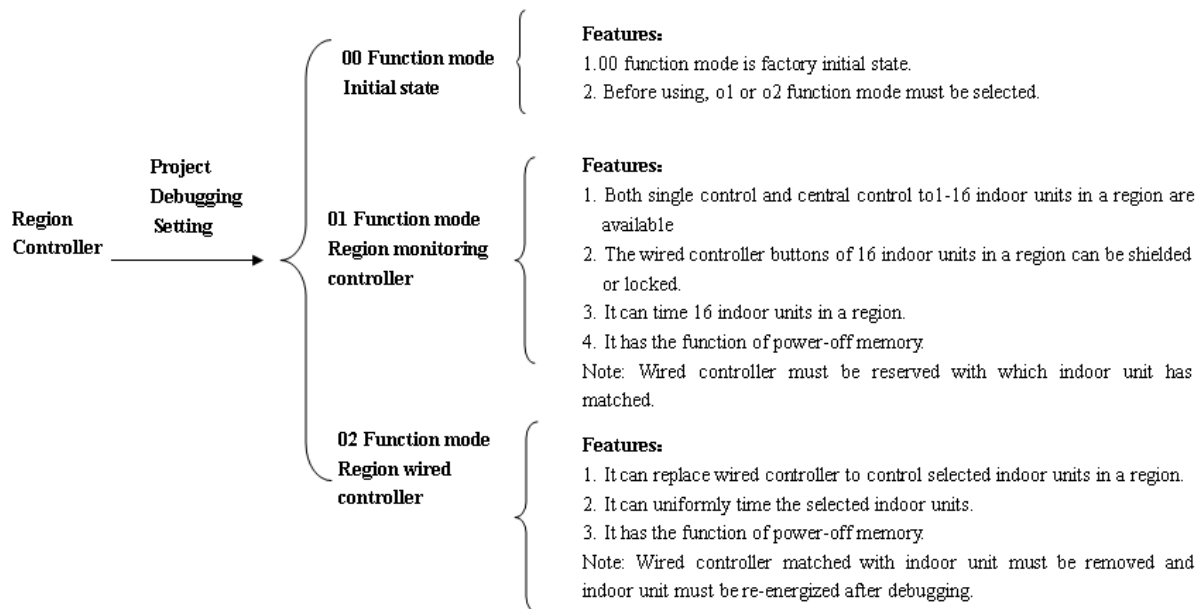 Region
Controller
Project
Debugging
Setting
00 Function mode
Initial state
Features:
1.00 function mode is factory initial state.
2. Before using, o1 or o2 function mode must be selected.
01 Function mode
Region monitoring
controller
Features:
1. Both single control and central control to1-16 indoor units in a region are
available
2. The wired controller buttons of 16 indoor units in a region can be shielded
or locked.
3. It can time 16 indoor units in a region.
4. It has the function of power-off memory.
Note: Wired controller must be reserved with which indoor unit has
matched.
02 Function mode
Region wired
controller
Features:
1. It can replace wired controller to control selected indoor units in a region.
2. It can uniformly time the selected indoor units.
3. It has the function of power-off memory.
Note: Wired controller matched with indoor unit must be removed and
indoor unit must be re-energized after debugging.